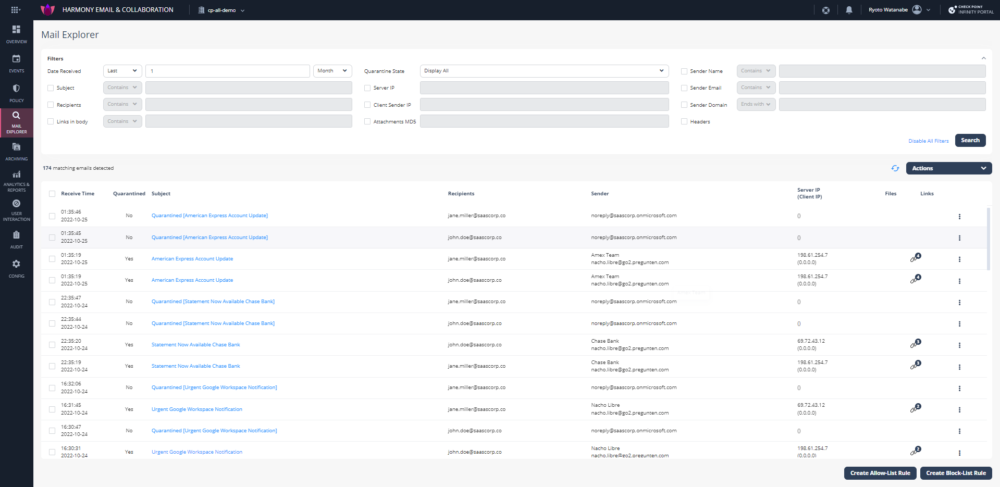 HARMONY EMAIL & COLLABORATION
cp-all-demo
Ryoto Watanabe
CHECK POINT
INFINITY PORTAL
OVERVIEW
EVENTS
POLICY
MAIL
EXPLORER
ARCHIVING
ANALYTICS &
REPORTS
USER
INTERACTION
AUDIT
CONFIG
Mail Explorer
Filters
Date Received Last 1 Month Quarantine State Display All Sender Name Contains
Subject Contains Server IP Sender Email Contains
Recipients Contains Client Sender IP Sender Domain Ends with
Links in body Contains Attachments MD5 Headers
Disable All Filters Search
174 matching emails detected
Actions
Receive Time Quarantined Subject Recipients Sender Server IP (Client IP) Files Links
01:35:46
2022-10-25
No Quarantined [American Express Account Update] jane.miller@saascorp.co noreply@saascorp.onmicrosoft.com ()
01:35:45
2022-10-25
No Quarantined [American Express Account Update] john.doe@saascorp.co noreply@saascorp.onmicrosoft.com ()
01:35:19
2022-10-25
Yes American Express Account Update jane.miller@saascorp.co
Amex Team
nacho.libre@go2.pregunten.com
198.61.254.7
(0.0.0.0)
4
01:35:19
2022-10-25
Yes American Express Account Update john.doe@saascorp.co
Amex Team
nacho.libre@go2.pregunten.com
198.61.254.7
(0.0.0.0)
4
Amex Team
22:35:47
2022-10-24
No Quarantined [Statement Now Available Chase Bank] jane.miller@saascorp.co noreply@saascorp.onmicrosoft.com ()
22:35:44
2022-10-24
No Quarantined [Statement Now Available Chase Bank] john.doe@saascorp.co noreply@saascorp.onmicrosoft.com ()
22:35:20
2022-10-24
Yes Statement Now Available Chase Bank john.doe@saascorp.co
Chase Bank
nacho.libre@go2.pregunten.com
69.72.43.12
(0.0.0.0)
3
22:35:19
2022-10-24
Yes Statement Now Available Chase Bank jane.miller@saascorp.co
Chase Bank
nacho.libre@go2.pregunten.com
198.61.254.7
(0.0.0.0)
3
16:32:06
2022-10-24
No Quarantined [Urgent Google Workspace Notification] jane.miller@saascorp.co noreply@saascorp.onmicrosoft.com ()
16:31:45
2022-10-24
Yes Urgent Google Workspace Notification jane.miller@saascorp.co
Nacho Libre
nacho.libre@go2.pregunten.com
69.72.43.12
(0.0.0.0)
2
16:30:47
2022-10-24
No Quarantined [Urgent Google Workspace Notification] john.doe@saascorp.co noreply@saascorp.onmicrosoft.com ()
16:30:31
2022-10-24
Yes Urgent Google Workspace Notification john.doe@saascorp.co
Nacho Libre
nacho.libre@go2.pregunten.com
198.61.254.7
(0.0.0.0)
2
Create Allow-List Rule Create Block-List Rule